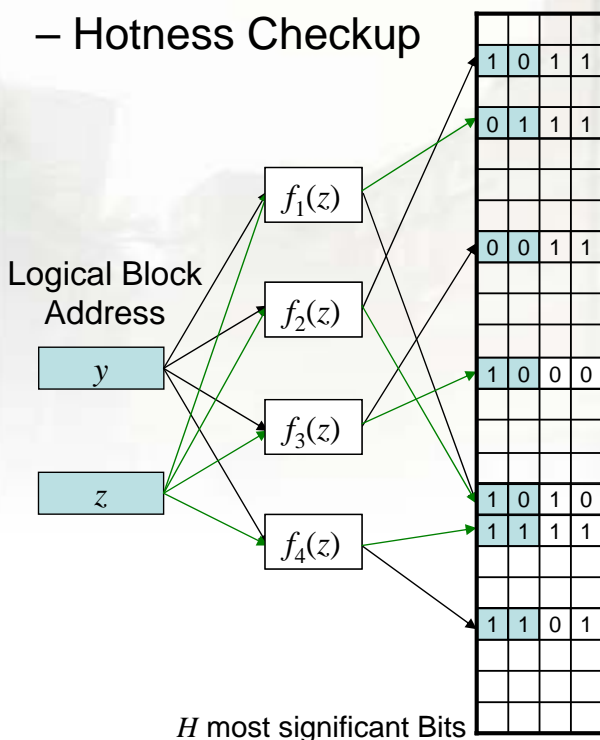 – Hotness Checkup
1 0 1 1
0 1 1 1
f1(z)
0 0 1 1
Logical Block
Address
f2(z)
y
1 0 0 0
f3(z)
z
1 0 1 0
1 1 1 1
f4(z)
1 1 0 1
H most significant Bits